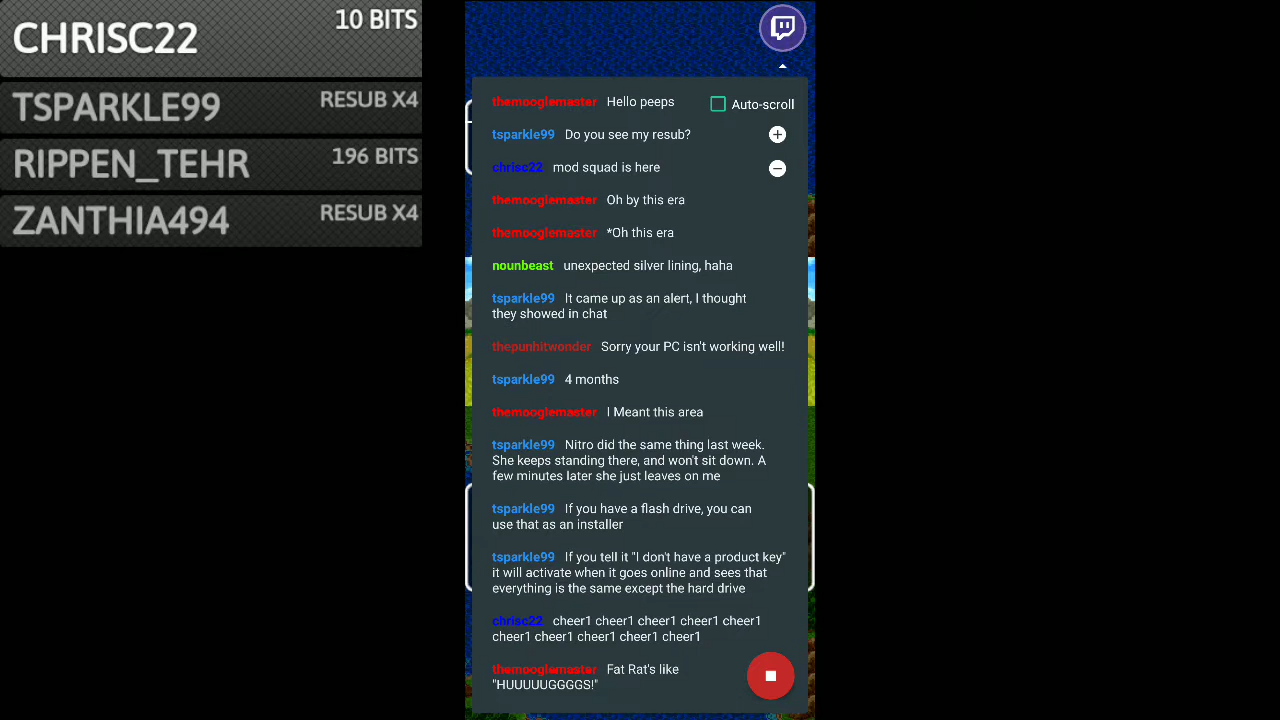 CHRISC22 10 BITS
TSPARKLE99 RESUB X4
RIPPEN_TEHR 196 BITS
ZANTHIA494 RESUB X4
themooglemaster Hello peeps
Auto-scroll
tsparkle99 Do you see my resub?
chrisc22 mod squad is here
themooglemaster Oh by this era
themooglemaster *Oh this era
nounbeast unexpected silver lining, haha
tsparkle99 It came up as an alert, I thought
they showed in chat
thepunhitwonder Sorry your PC isn't working well!
tsparkle99 4 months
themooglemaster I Meant this area
tsparkle99 Nitro did the same thing last week.
She keeps standing there, and won't sit down. A
few minutes later she just leaves on me
tsparkle99 If you have a flash drive, you can
use that as an installer
tsparkle99 If you tell it "I don't have a product key"
it will activate when it goes online and sees that
everything is the same except the hard drive
chrisc22 cheer1 cheer1 cheer1 cheer1 cheer1
cheer1 cheer1 cheer1 cheer1 cheer1
themooglemaster Fat Rat's like
"HUUUUUGGGGS!"